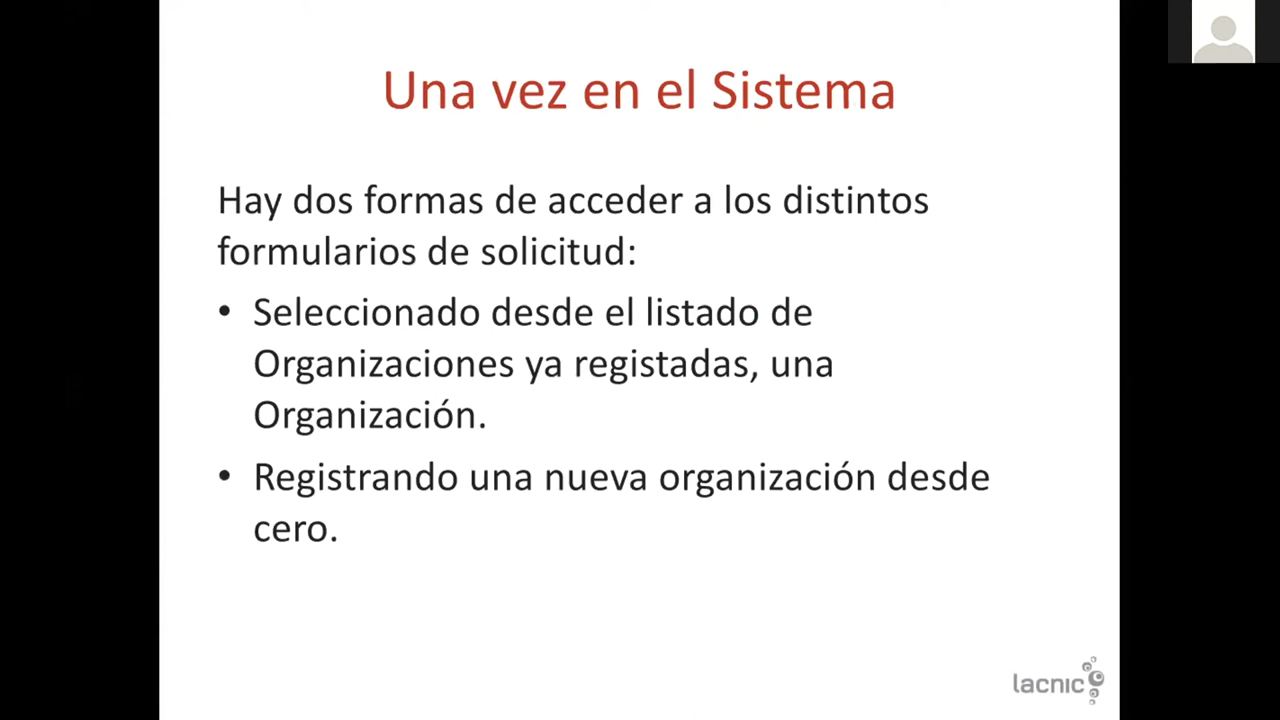 Una vez en el Sistema
Hay dos formas de acceder a los distintos
formularios de solicitud:
• Seleccionado desde el listado de
Organizaciones ya registadas, una
Organización.
• Registrando una nueva organización desde
cero.
lacnic